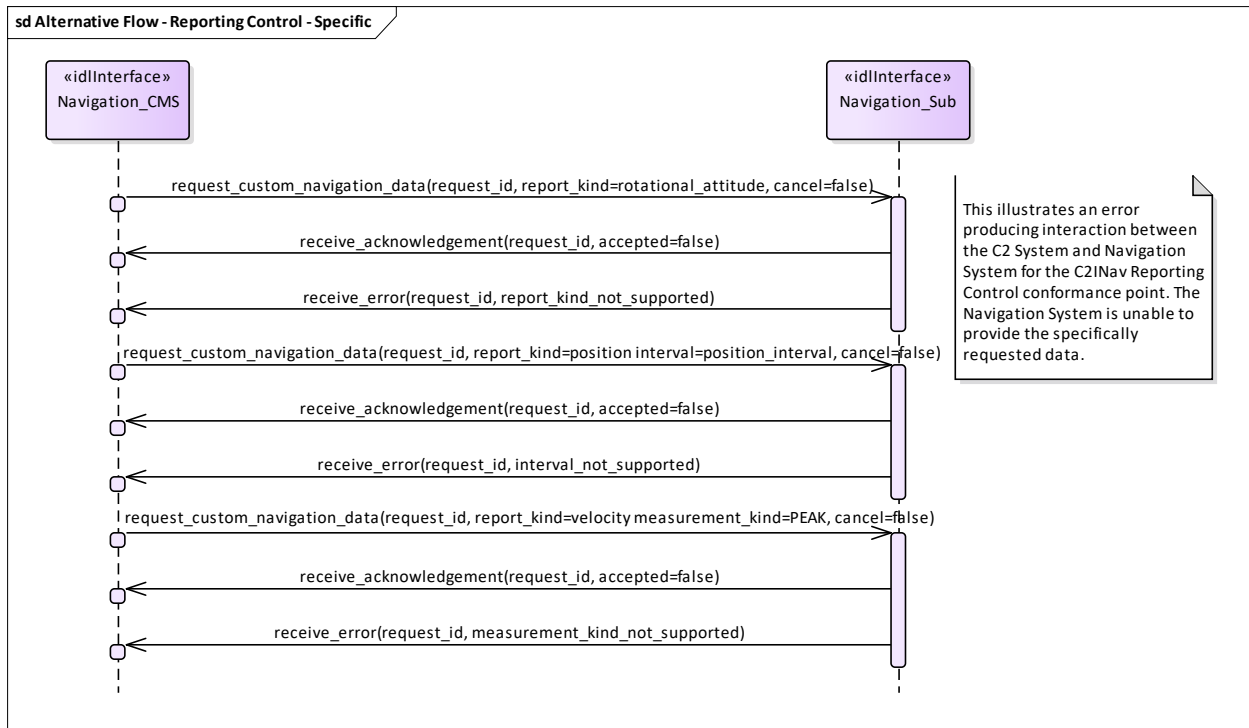 sd Alternative Flow - Reporting Control - Specific
«idlInterface»
Navigation_CMS
«idlInterface»
Navigation_Sub
request_custom_navigation_data(request_id, report_kind=rotational_attitude, cancel=false)
receive_acknowledgement(request_id, accepted=false)
receive_error(request_id, report_kind_not_supported)
request_custom_navigation_data(request_id, report_kind=position interval=position_interval, cancel=false)
receive_acknowledgement(request_id, accepted=false)
receive_error(request_id, interval_not_supported)
request_custom_navigation_data(request_id, report_kind=velocity measurement_kind=PEAK, cancel=false)
receive_acknowledgement(request_id, accepted=false)
receive_error(request_id, measurement_kind_not_supported)
This illustrates an error
producing interaction between
the C2 System and Navigation
System for the C2INav Reporting
Control conformance point. The
Navigation System is unable to
provide the specifically
requested data.